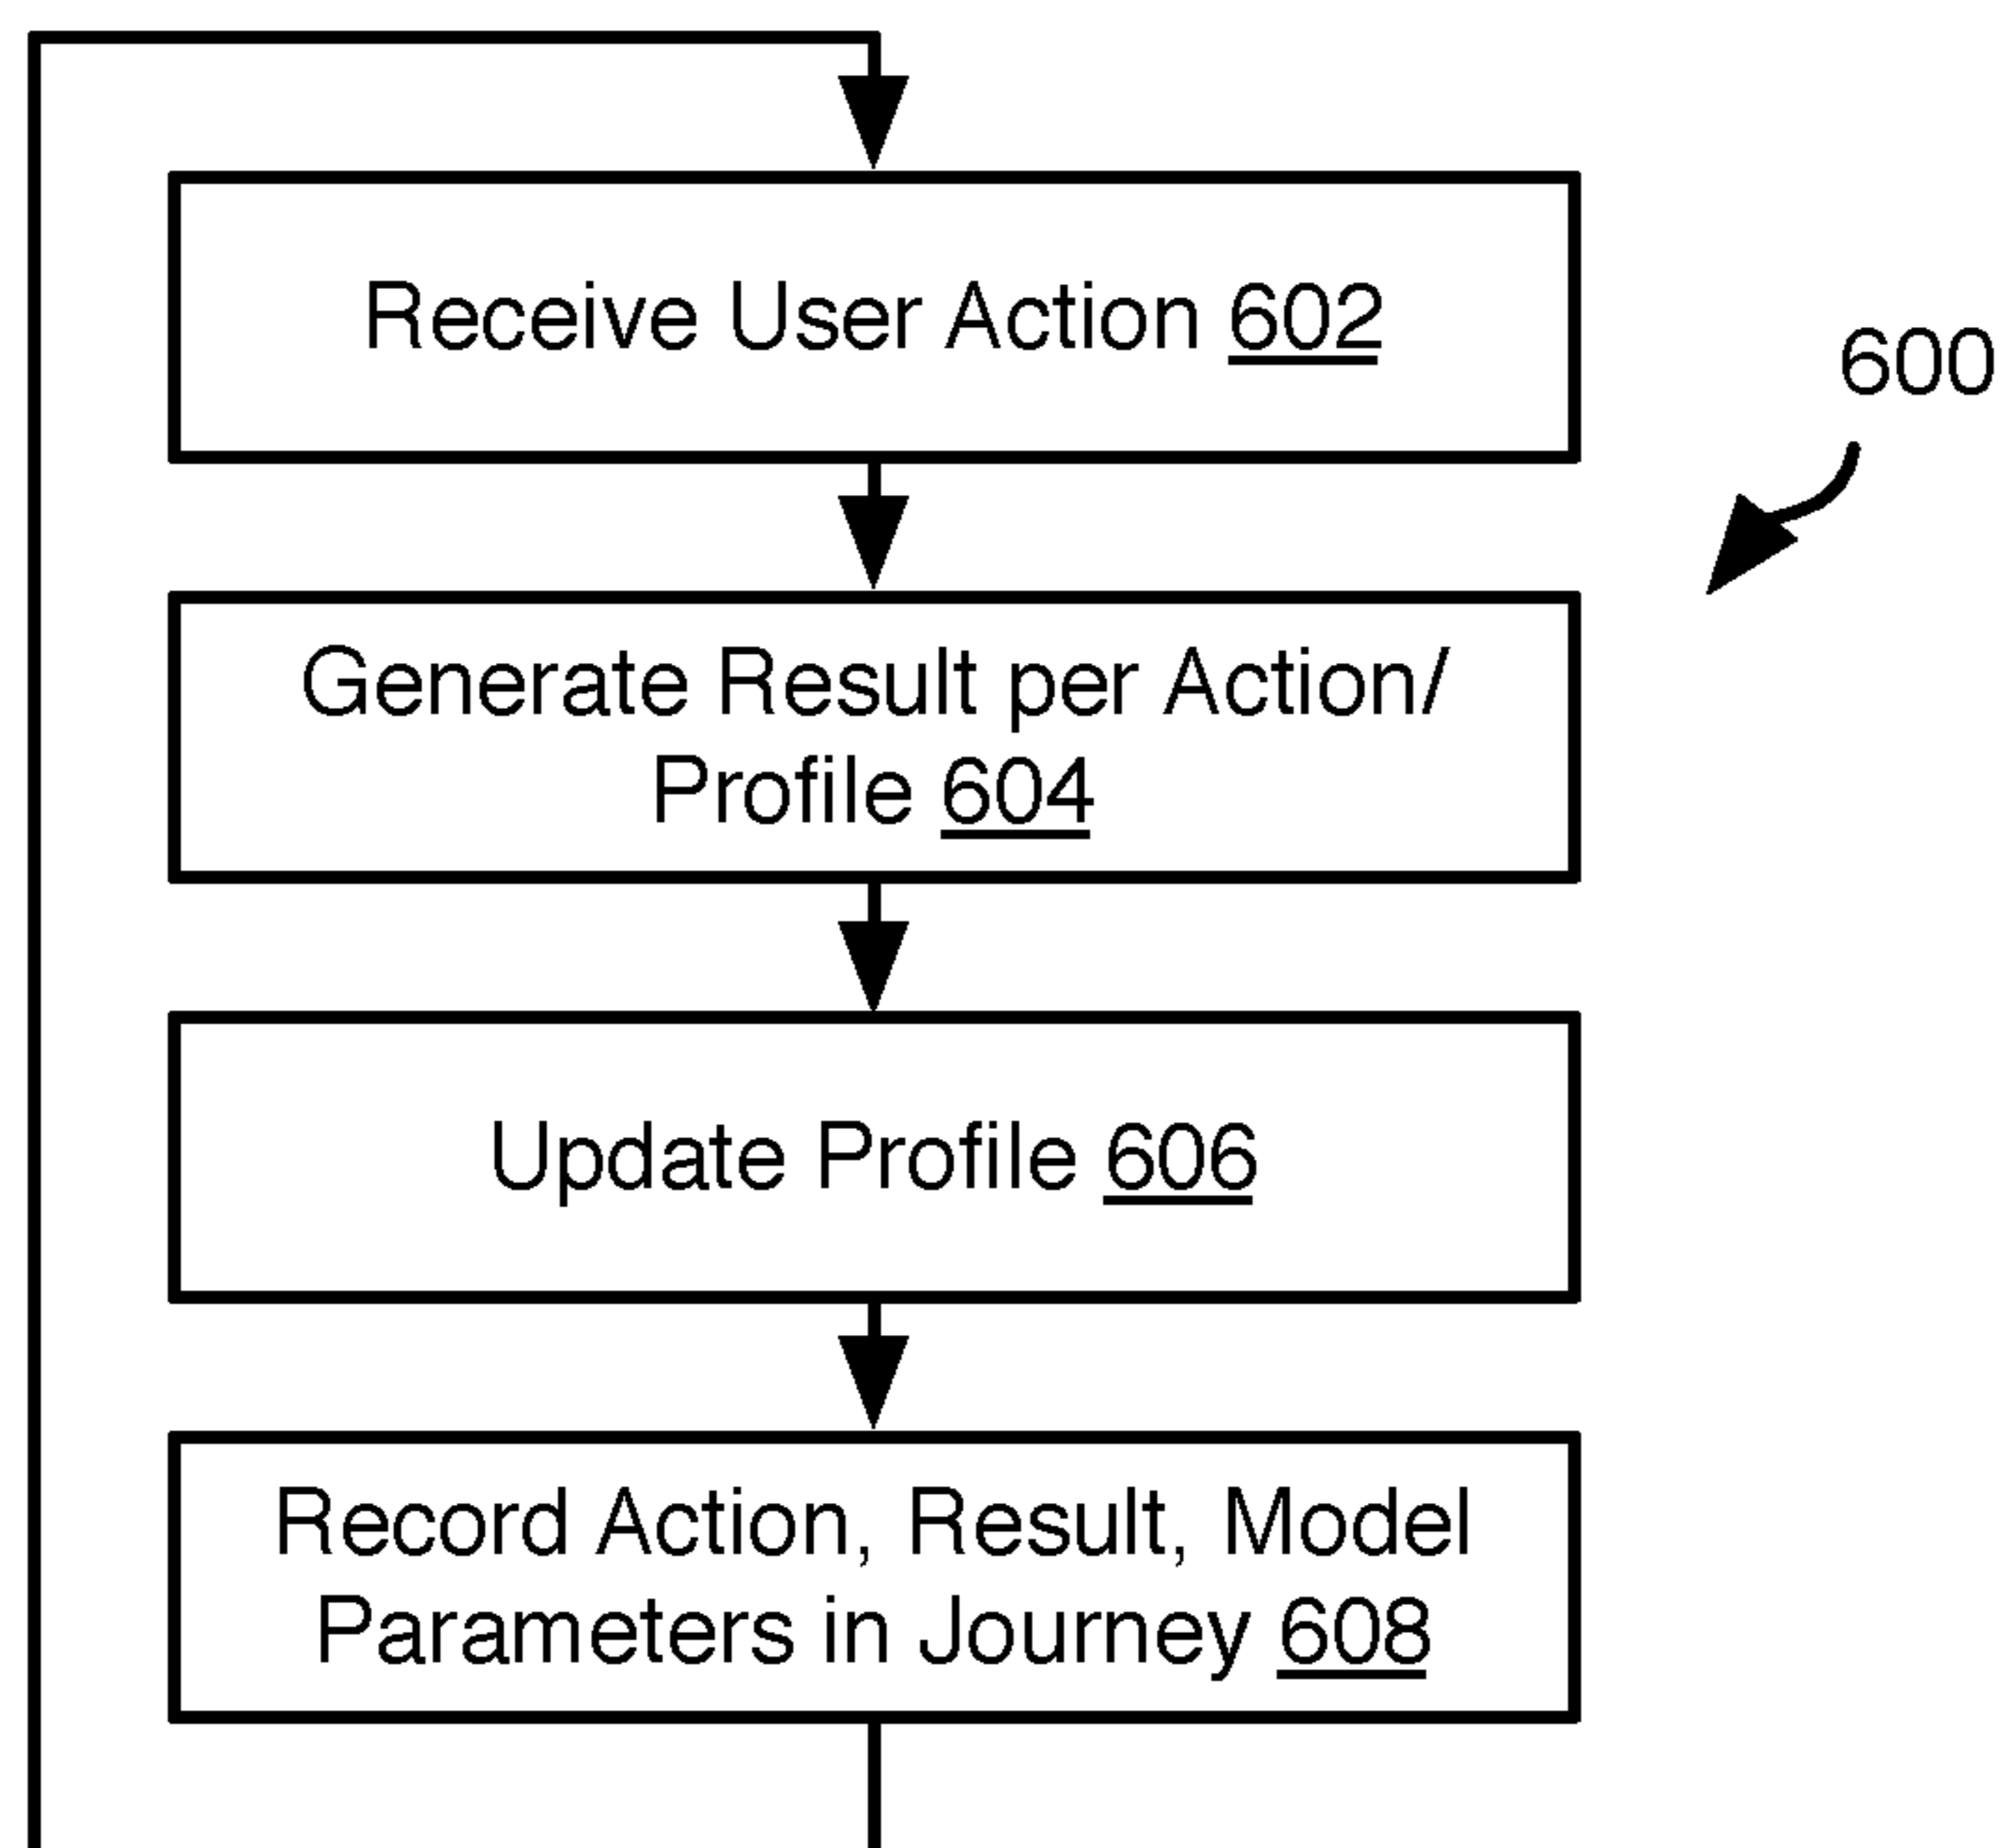 Receive User Action 602
600
Generate Result per Action/
Profile 604
Update Profile 606
Record Action, Result, Model
Parameters in Journey 608